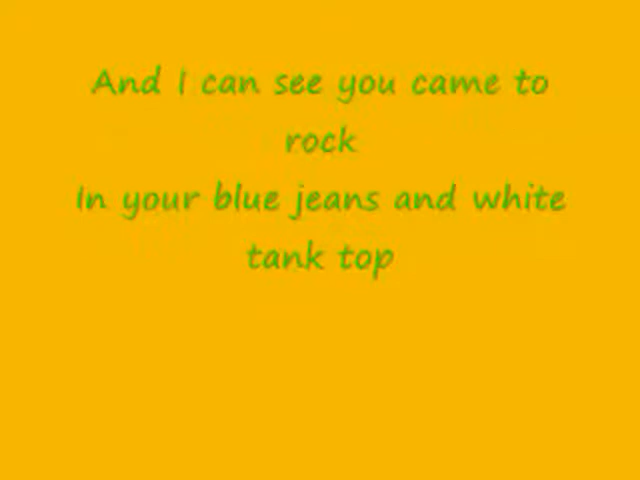 And I can see you came to
rock
In your blue jeans and white
tank top